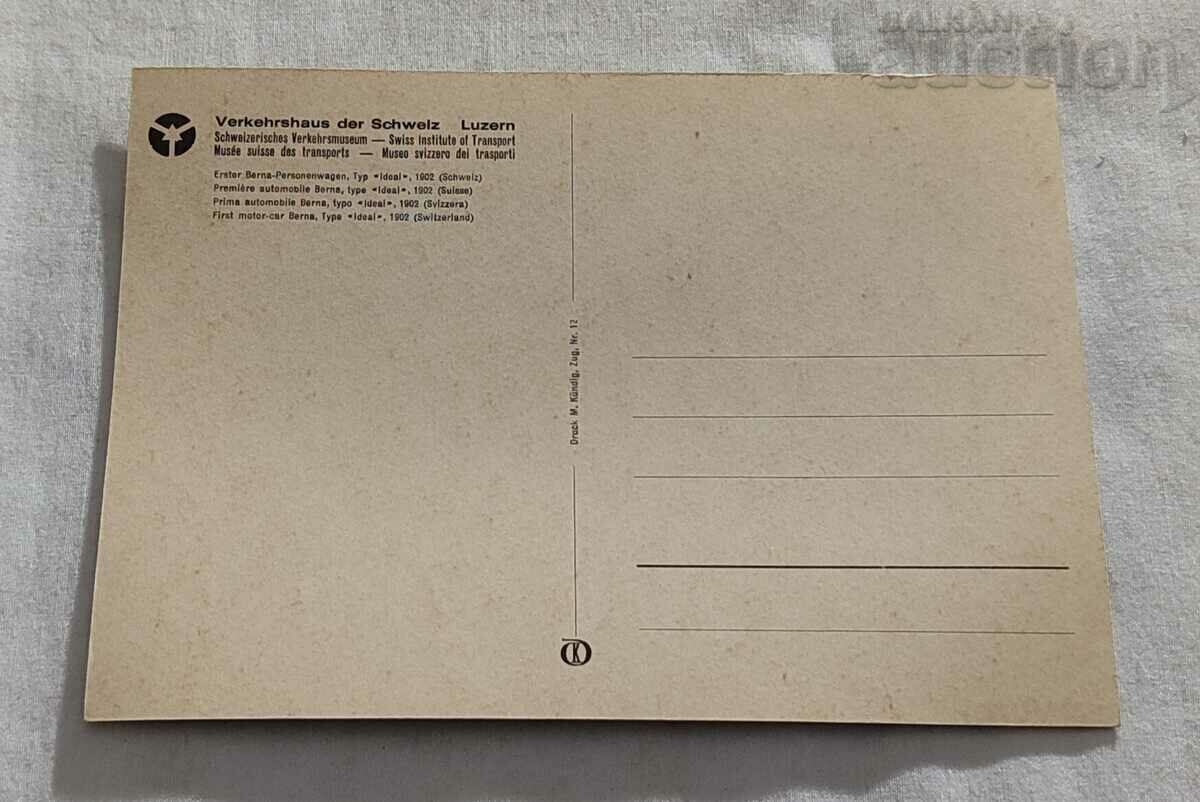 Verkehrshaus der Schweiz Luzern
Schweizerisches Verkehrsmuseum — Swiss Institute of Transport
Musée suisse des transports — Museo svizzero dei trasporti
Erster Berna-Personenwagen, Typ «Ideal», 1902 (Schweiz)
Première automobile Berna, type «Ideal», 1902 (Suisse)
Prima automobile Berna, typo «Ideal», 1902 (Svizzera)
First motor-car Berna, Type «Ideal», 1902 (Switzerland)
Druck M. Kündig, Zug, Nr. 12
K
BALKAN
auction